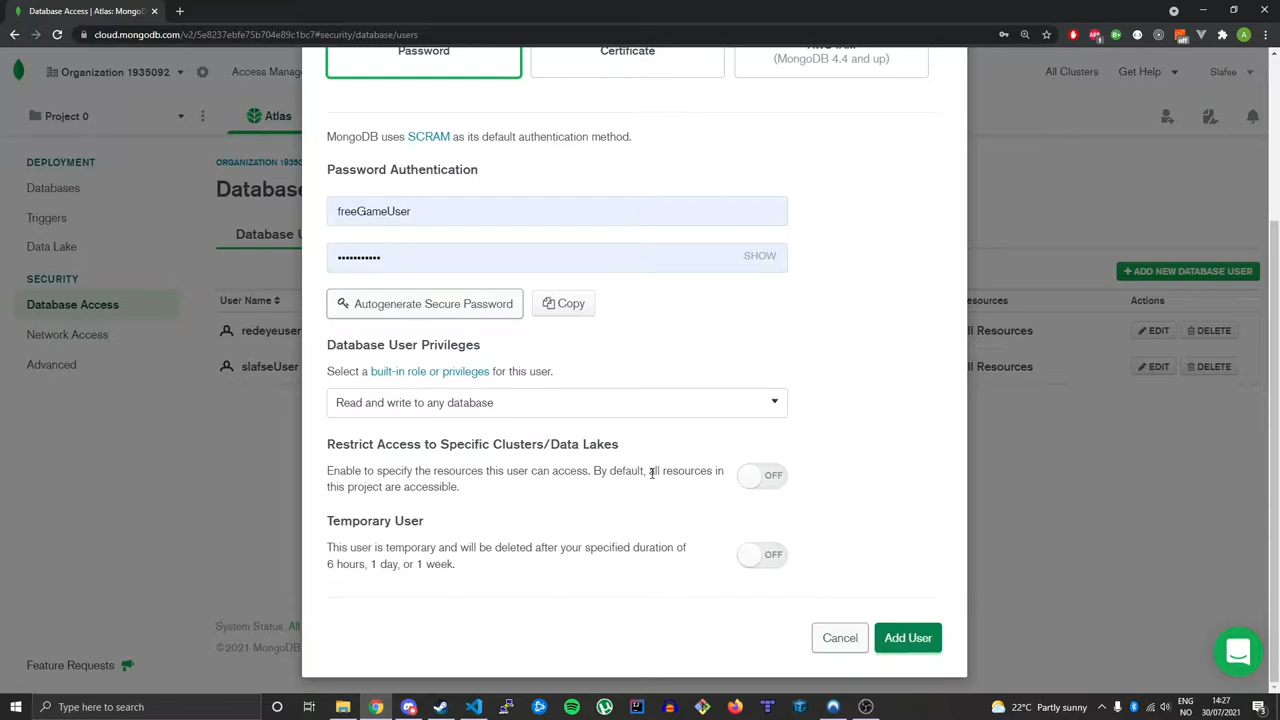 Database Access | MongoDB Atl
cloud.mongodb.com/v2/5e8237ebfe75b704e89c1bc7#security/database/users
Organization 1935092
Access Manag
All Clusters
Get Help
Slafse
Project 0
Atlas
DEPLOYMENT
Databases
Triggers
Data Lake
SECURITY
Database Access
Network Access
Advanced
Feature Requests
ORGANIZATION 19350
Databas
Database U
User Name
redeyeuser
slafseUser
System Status: All
©2021 MongoDB
Password
Certificate
(MongoDB 4.4 and up)
MongoDB uses SCRAM as its default authentication method.
Password Authentication
freeGameUser
•••••••••••
SHOW
Autogenerate Secure Password
Copy
Database User Privileges
Select a built-in role or privileges for this user.
Read and write to any database
Restrict Access to Specific Clusters/Data Lakes
Enable to specify the resources this user can access. By default, all resources in
this project are accessible.
OFF
Temporary User
This user is temporary and will be deleted after your specified duration of
6 hours, 1 day, or 1 week.
OFF
Cancel
Add User
+ ADD NEW DATABASE USER
esources
Actions
ll Resources
EDIT
DELETE
ll Resources
EDIT
DELETE
Type here to search
22°C Partly sunny
ENG
NO
14:27
30/07/2021